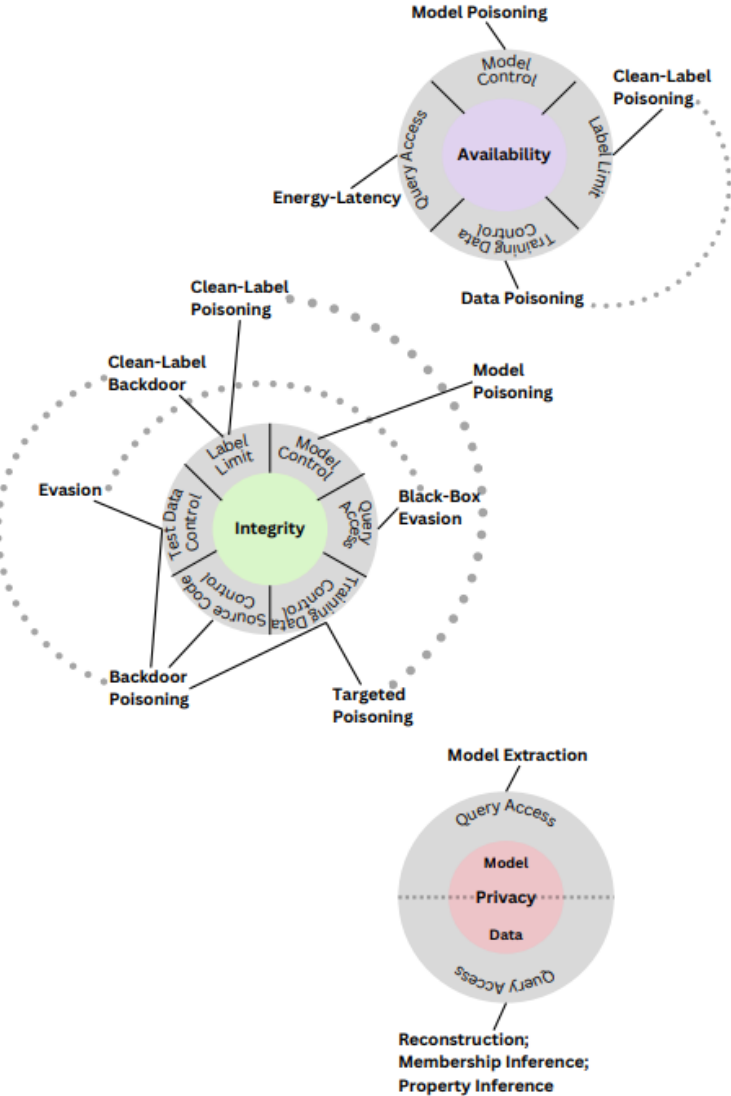 Model Poisoning
Model
Control
Clean-Label
Poisoning
Query Access
Availability
Label Limit
Energy-Latency
Training Data
Control
Data Poisoning
Clean-Label
Poisoning
Clean-Label
Backdoor
Model
Poisoning
Label
Limit
Model
Control
Evasion
Test Data
Control
Integrity
Query
Access
Black-Box
Evasion
Source Code
Control
Training Data
Control
Backdoor
Poisoning
Targeted
Poisoning
Model Extraction
Query Access
Model
Privacy
Data
Query Access
Reconstruction;
Membership Inference;
Property Inference